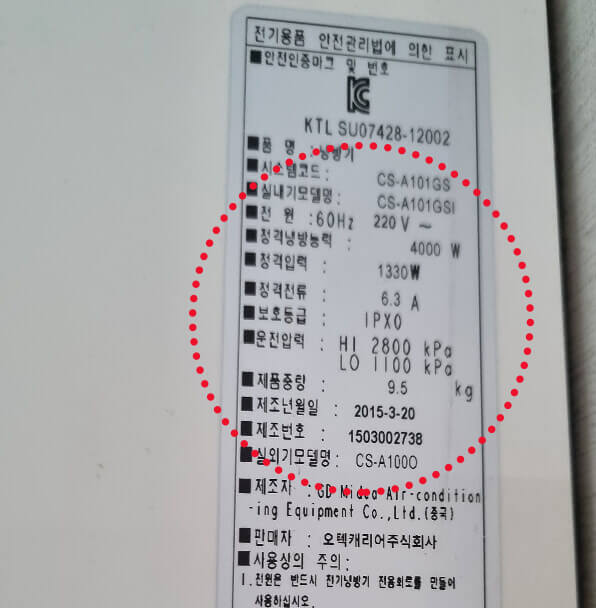 전기용품 안전관리법에 의한 표시
■안전인증마크 및 번호
KTL SU07428-12002
■품 명 : 냉방기
■시스템코드 : CS-A101GS
■실내기모델명 : CS-A101GSI
■전 원 : 60Hz 220V ~
■정격냉방능력 : 4000 W
■정격입력 : 1330W
■정격전류 : 6.3 A
■보호등급 : IPX0
■운전압력 : HI 2800 kPa
LO 1100 kPa
■제품중량 : 9.5 kg
■제조년월일 : 2015-3-20
■제조번호 : 1503002738
■실외기모델명 : CS-A100O
■제조자 : GD Midea Air-condition
-ing Equipment Co.,Ltd.(중국)
■판매자 : 오텍캐리어주식회사
■사용상의 주의 :
1.전원은 반드시 전기냉방기 전용회로를 만들어
사용하십시오.